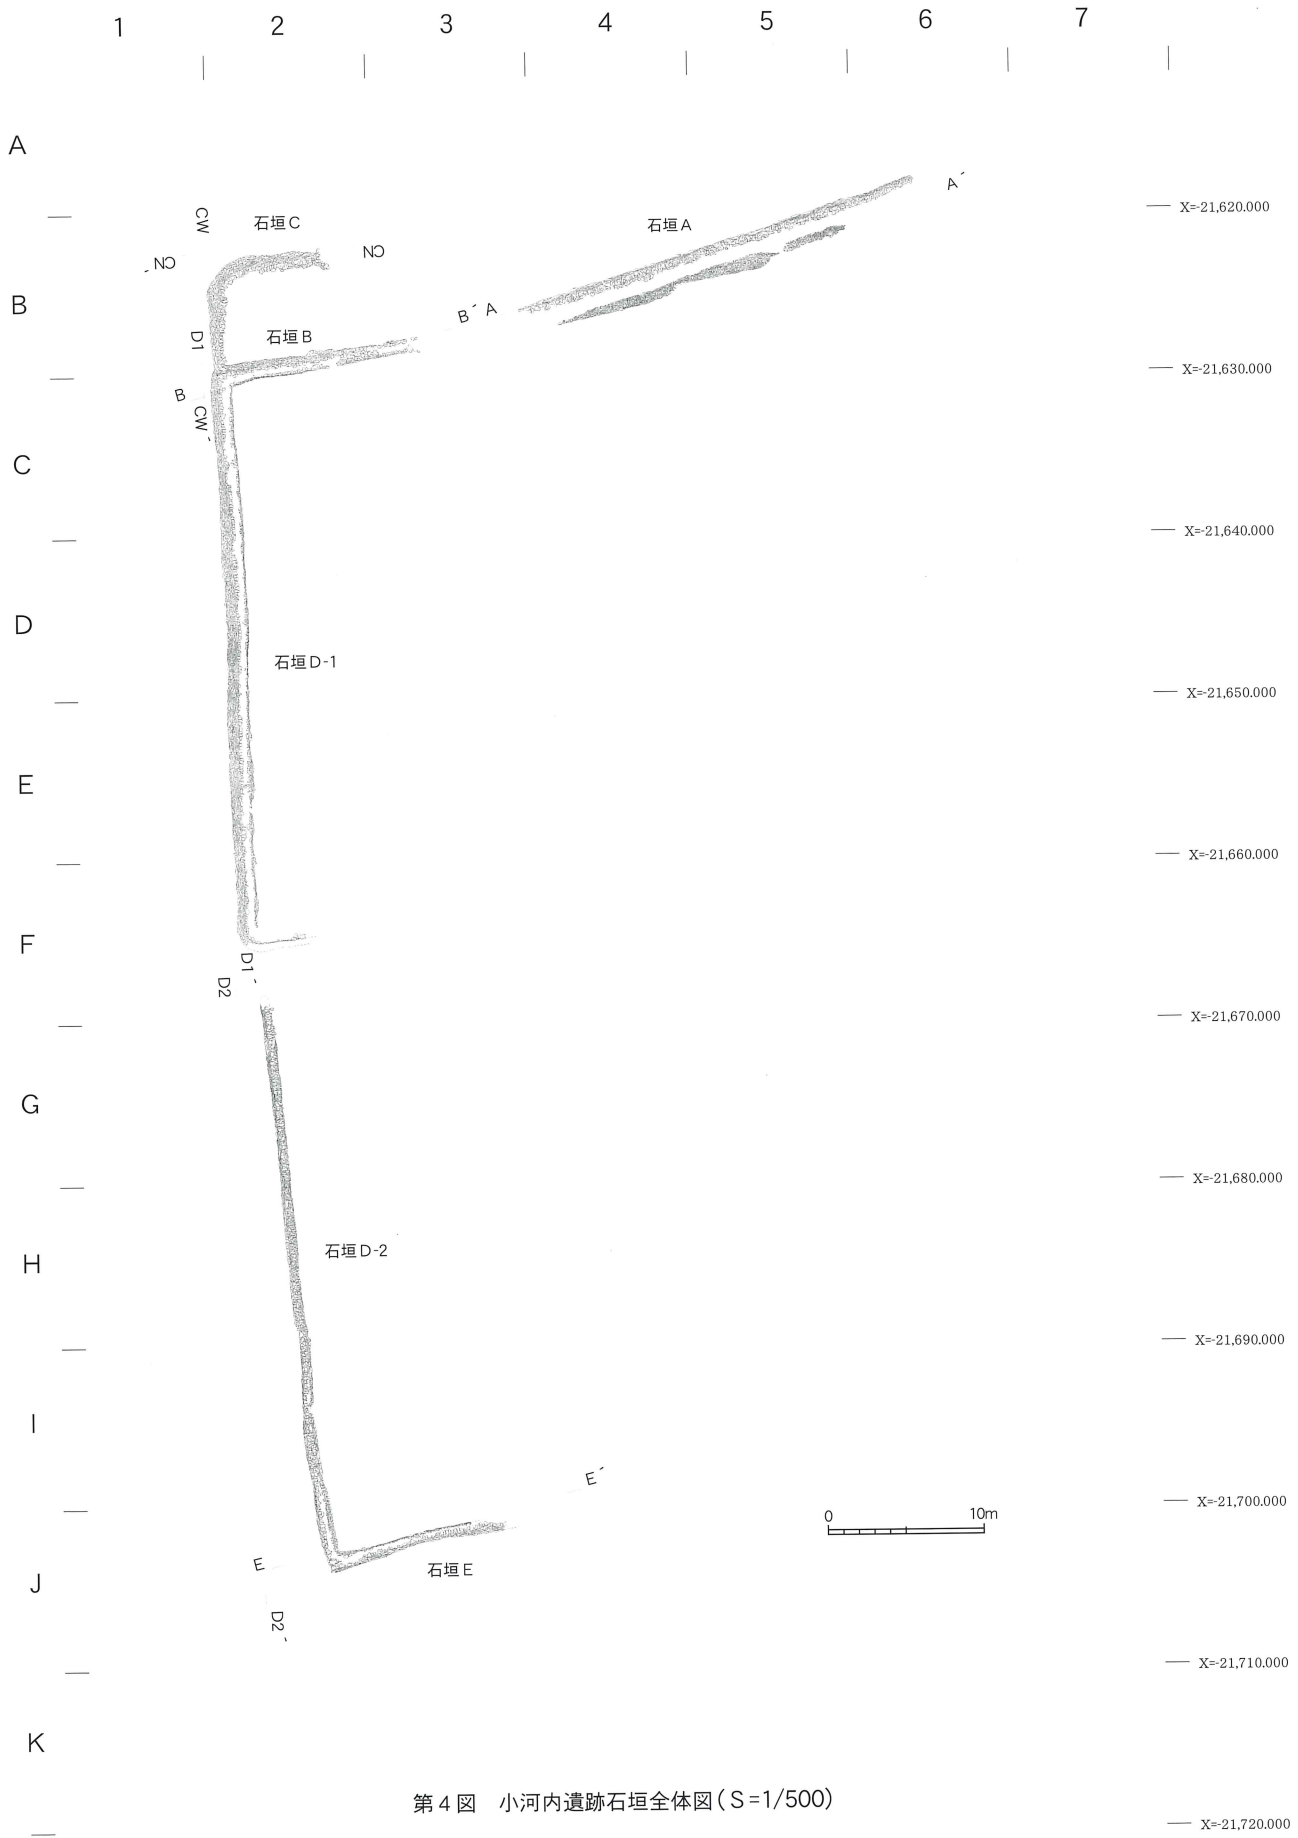 1 2 3 4 5 6 7
A
A´
X=-21,620.000
CW
石垣C
石垣A
CN
CN´
B
B´ A
D1
石垣B
X=-21,630.000
B
CW´
C
X=-21,640.000
D
石垣D-1
X=-21,650.000
E
X=-21,660.000
F
D1´
D2
X=-21,670.000
G
X=-21,680.000
H
石垣D-2
X=-21,690.000
I
E´
X=-21,700.000
0 10m
E
石垣E
J
D2´
X=-21,710.000
K
第4図 小河内遺跡石垣全体図(S=1/500)
X=-21,720.000